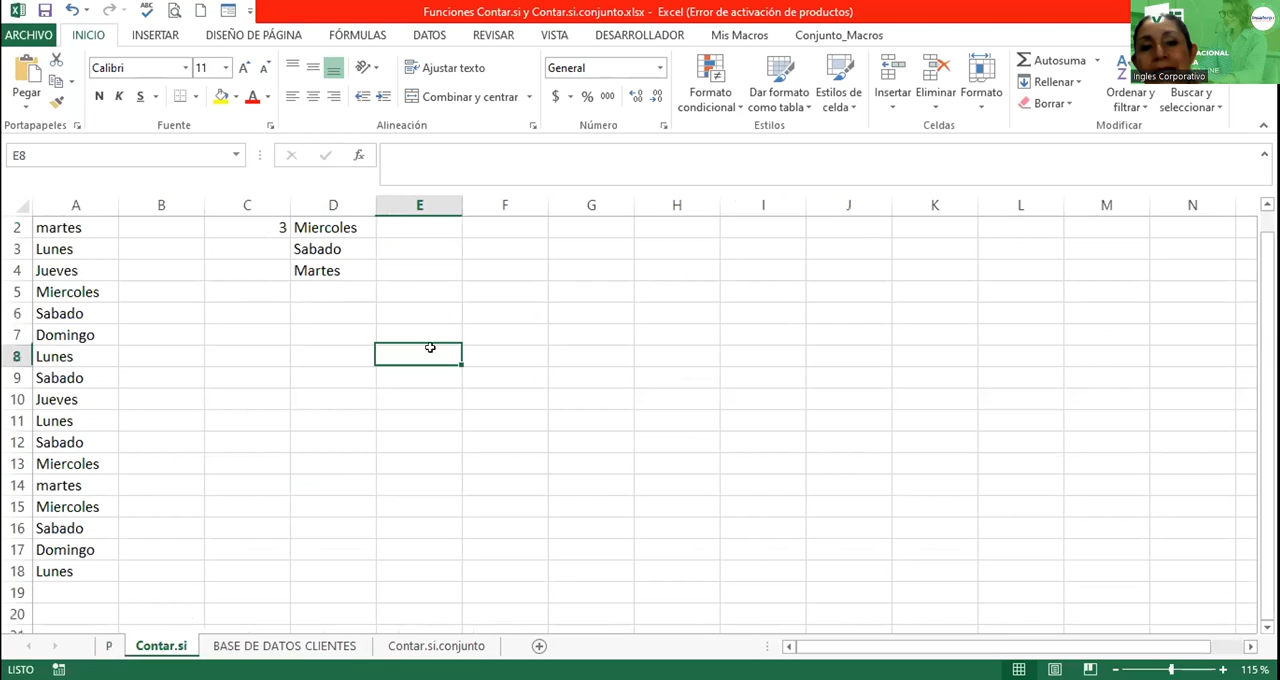 Funciones Contar.si y Contar.si.conjunto.xlsx - Excel (Error de activación de productos)
ARCHIVO INICIO INSERTAR DISEÑO DE PÁGINA FÓRMULAS DATOS REVISAR VISTA DESARROLLADOR Mis Macros Conjunto_Macros
Ingles Corporativo
Pegar
Calibri 11
N K S
Ajustar texto
Combinar y centrar
General
$ % 000
Formato condicional
Dar formato como tabla
Estilos de celda
Insertar Eliminar Formato
Autosuma
Rellenar
Borrar
Ordenar y filtrar
Buscar y seleccionar
Portapapeles Fuente Alineación Número Estilos Celdas Modificar
E8 fx
A B C D E F G H I J K L M N
2 martes 3 Miercoles
3 Lunes Sabado
4 Jueves Martes
5 Miercoles
6 Sabado
7 Domingo
8 Lunes
9 Sabado
10 Jueves
11 Lunes
12 Sabado
13 Miercoles
14 martes
15 Miercoles
16 Sabado
17 Domingo
18 Lunes
19
20
P Contar.si BASE DE DATOS CLIENTES Contar.si.conjunto
LISTO 115 %